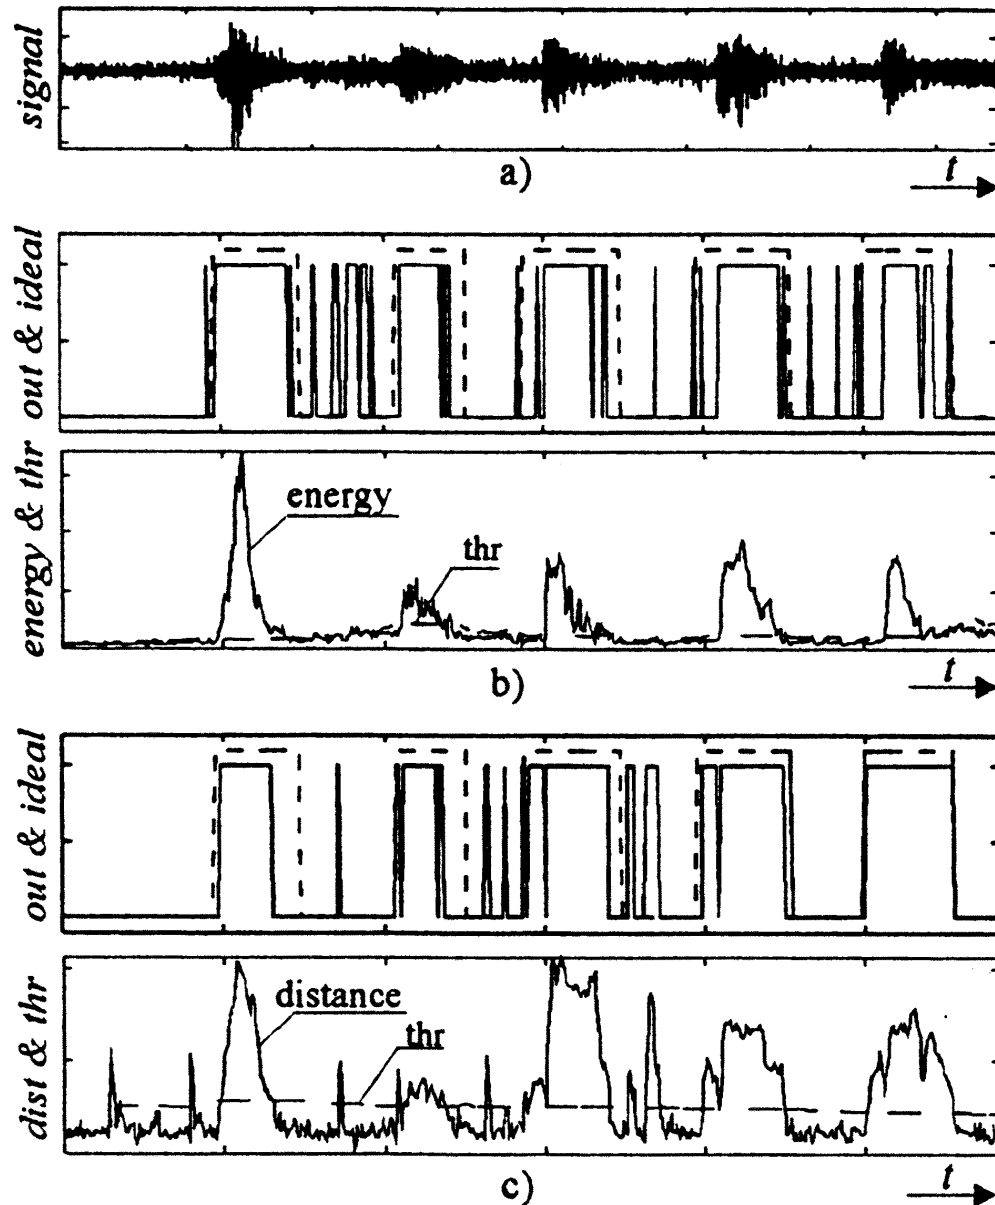 signal
a)
t
out & ideal
energy & thr
energy
thr
b)
t
out & ideal
dist & thr
distance
thr
c)
t